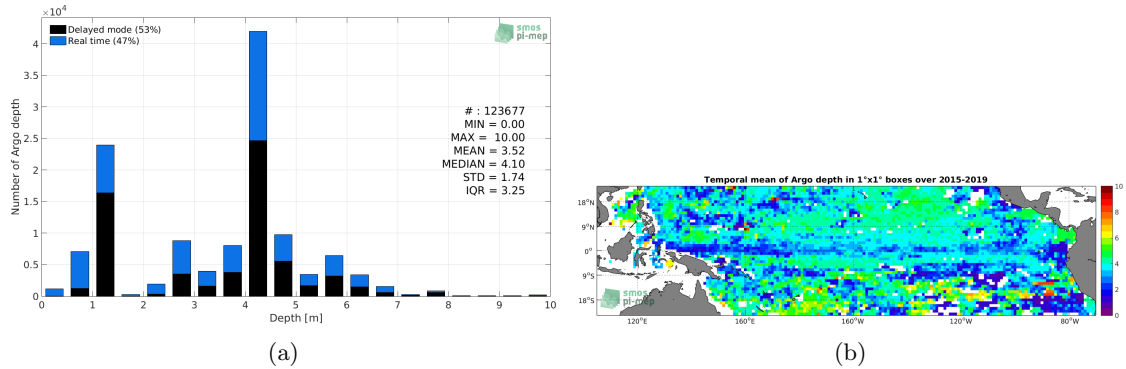 ×10⁴
Delayed mode (53%)
Real time (47%)
smos
pi-mep
4
3.5
3
2.5
2
1.5
1
0.5
0
Number of Argo depth
# : 123677
MIN = 0.00
MAX = 10.00
MEAN = 3.52
MEDIAN = 4.10
STD = 1.74
IQR = 3.25
0 1 2 3 4 5 6 7 8 9 10
Depth [m]
(a)
Temporal mean of Argo depth in 1°x1° boxes over 2015-2019
18°N
9°N
0°
9°S
18°S
smos
pi-mep
120°E 160°E 160°W 120°W 80°W
10
8
6
4
2
0
(b)